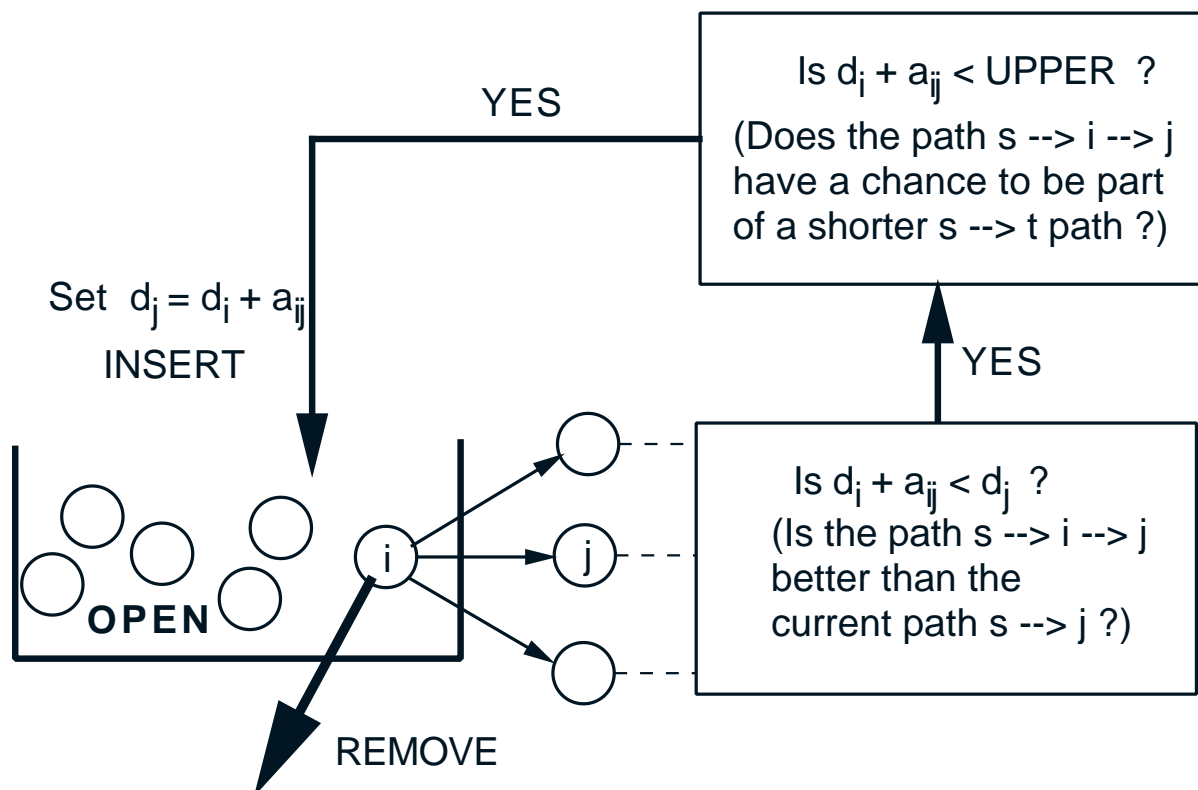 Is d_i + a_ij < UPPER ?
(Does the path s --> i --> j
have a chance to be part
of a shorter s --> t path ?)
YES
Set d_j = d_i + a_ij
INSERT
YES
Is d_i + a_ij < d_j ?
(Is the path s --> i --> j
better than the
current path s --> j ?)
i
j
OPEN
REMOVE